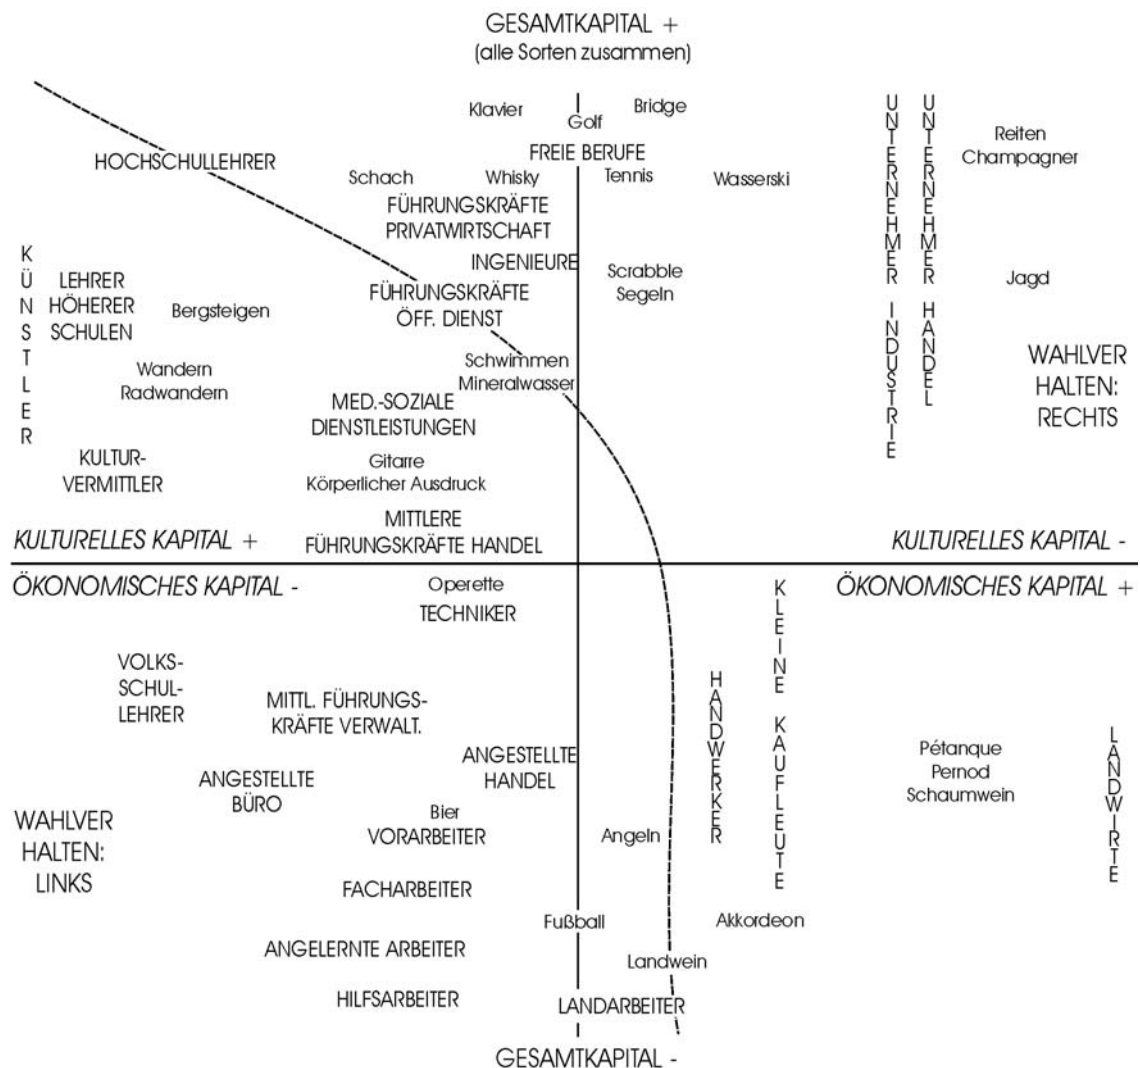 GESAMTKAPITAL +
(alle Sorten zusammen)
Klavier
Golf
Bridge
HOCHSCHULLEHRER
FREIE BERUFE
Schach
Whisky
Tennis
Wasserski
FÜHRUNGSKRÄFTE
PRIVATWIRTSCHAFT
UNTERNEHMER INDUSTRIE
UNTERNEHMER HANDEL
Reiten
Champagner
KÜNSTLER
LEHRER
HÖHERER
SCHULEN
Bergsteigen
INGENIEURE
FÜHRUNGSKRÄFTE
ÖFF. DIENST
Scrabble
Segeln
Jagd
Wandern
Radwandern
Schwimmen
Mineralwasser
WAHLVER
HALTEN:
RECHTS
MED.-SOZIALE
DIENSTLEISTUNGEN
KULTUR-
VERMITTLER
Gitarre
Körperlicher Ausdruck
MITTLERE
FÜHRUNGSKRÄFTE HANDEL
KULTURELLES KAPITAL +
KULTURELLES KAPITAL -
ÖKONOMISCHES KAPITAL -
ÖKONOMISCHES KAPITAL +
Operette
TECHNIKER
KLEINE KAUFLEUTE
HANDWERKER
VOLKS-
SCHUL-
LEHRER
MITTL. FÜHRUNGS-
KRÄFTE VERWALT.
ANGESTELLTE
HANDEL
ANGESTELLTE
BÜRO
Pétanque
Pernod
Schaumwein
LANDWIRTE
WAHLVER
HALTEN:
LINKS
Bier
VORARBEITER
Angeln
FACHARBEITER
Fußball
Akkordeon
ANGELERNTE ARBEITER
Landwein
HILFSARBEITER
LANDARBEITER
GESAMTKAPITAL -